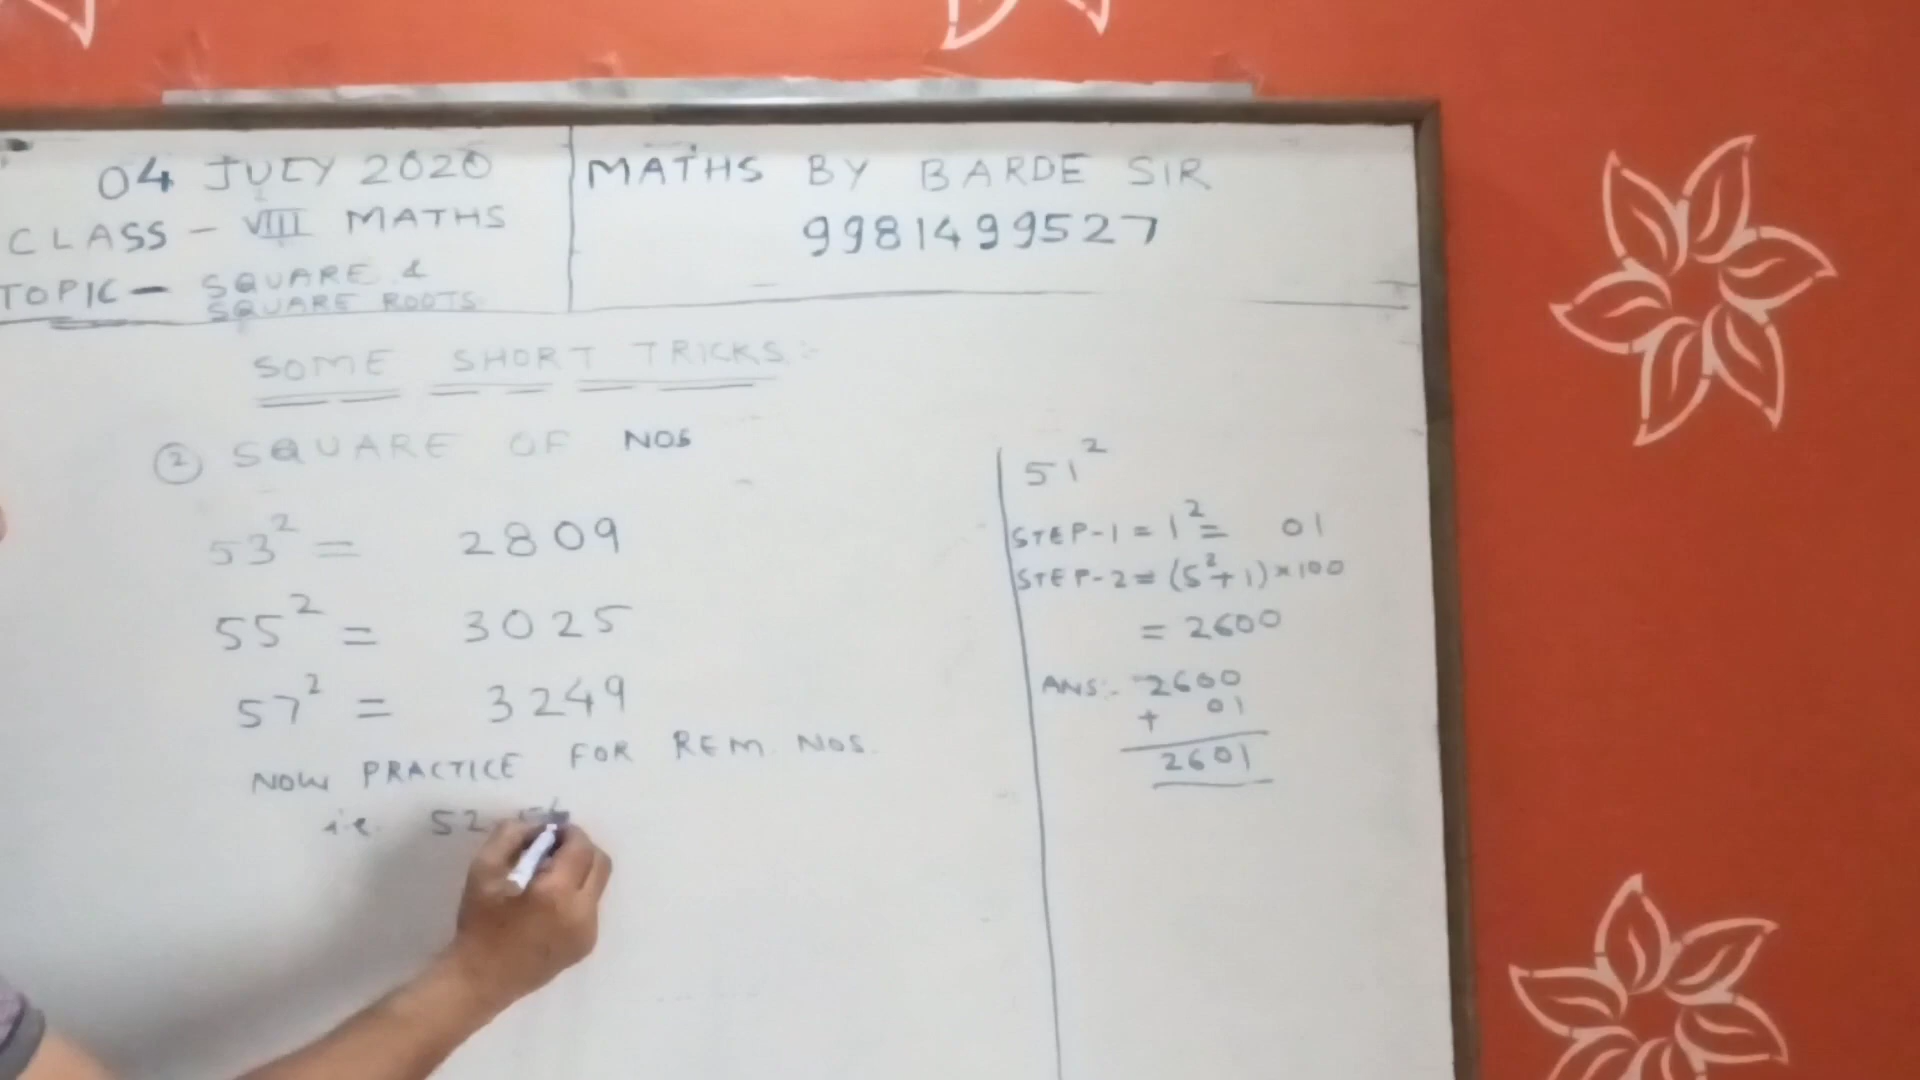 04 JULY 2020
CLASS - VIII MATHS
TOPIC - SQUARE &
SQUARE ROOTS
MATHS BY BARDE SIR
9981499527
SOME SHORT TRICKS:-
② SQUARE OF NOS
53² = 2809
55² = 3025
57² = 3249
NOW PRACTICE FOR REM NOS.
i.e. 52,
51²
STEP-1 = 1² = 01
STEP-2 = (5²+1)×100
= 2600
ANS:- 2600
+ 01
2601